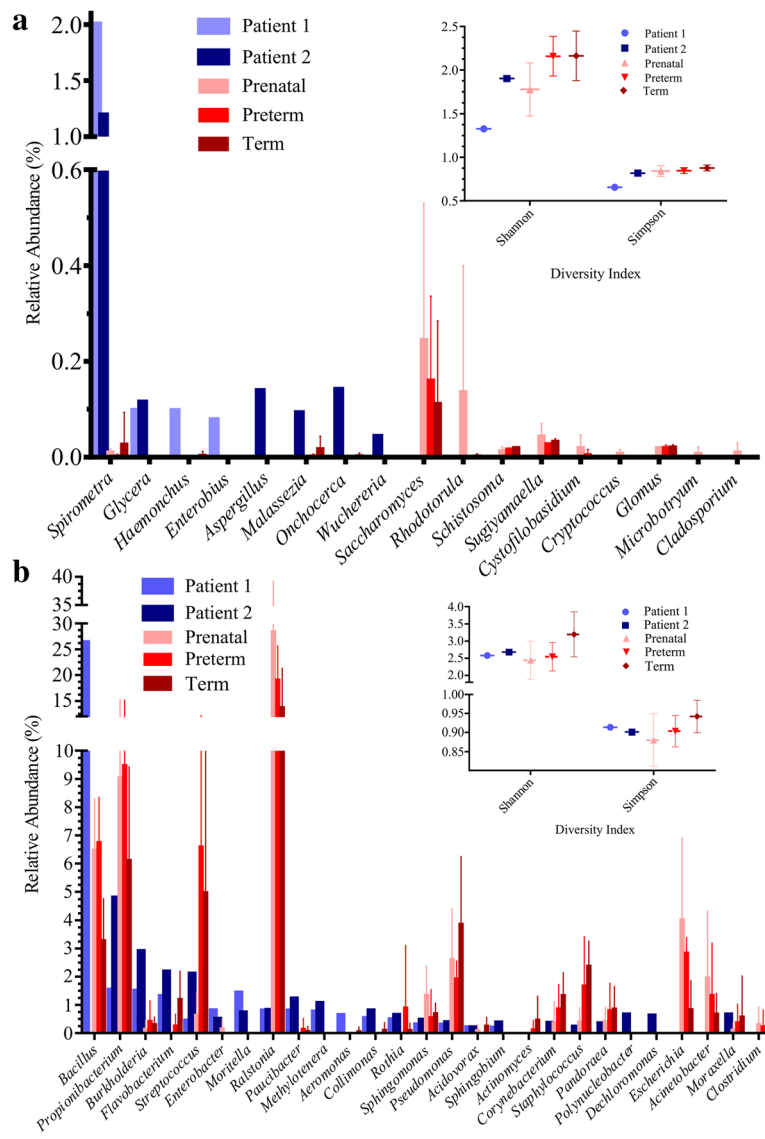 a
Relative Abundance (%)
2.0
1.5
1.0
0.6
0.4
0.2
0.0
Patient 1
Patient 2
Prenatal
Preterm
Term
2.5
2.0
1.5
1.0
0.5
Patient 1
Patient 2
Prenatal
Preterm
Term
Shannon
Simpson
Diversity Index
Spirometra
Glycera
Haemonchus
Enterobius
Aspergillus
Malassezia
Onchocerca
Wuchereria
Saccharomyces
Rhodotorula
Schistosoma
Sugiyamaella
Cystofilobasidium
Cryptococcus
Glomus
Microbotryum
Cladosporium
b
Relative Abundance (%)
40
35
30
25
20
15
10
9
8
7
6
5
4
3
2
1
0
Patient 1
Patient 2
Prenatal
Preterm
Term
4.0
3.5
3.0
2.5
2.0
1.00
0.95
0.90
0.85
Patient 1
Patient 2
Prenatal
Preterm
Term
Shannon
Simpson
Diversity Index
Bacillus
Propionibacterium
Burkholderia
Flavobacterium
Streptococcus
Enterobacter
Moritella
Ralstonia
Paucibacter
Methylotenera
Aeromonas
Collimonas
Rothia
Sphingomonas
Pseudomonas
Acidovorax
Sphingobium
Actinomyces
Corynebacterium
Staphylococcus
Pandoraea
Polynucleobacter
Dechloromonas
Escherichia
Acinetobacter
Moraxella
Clostridium